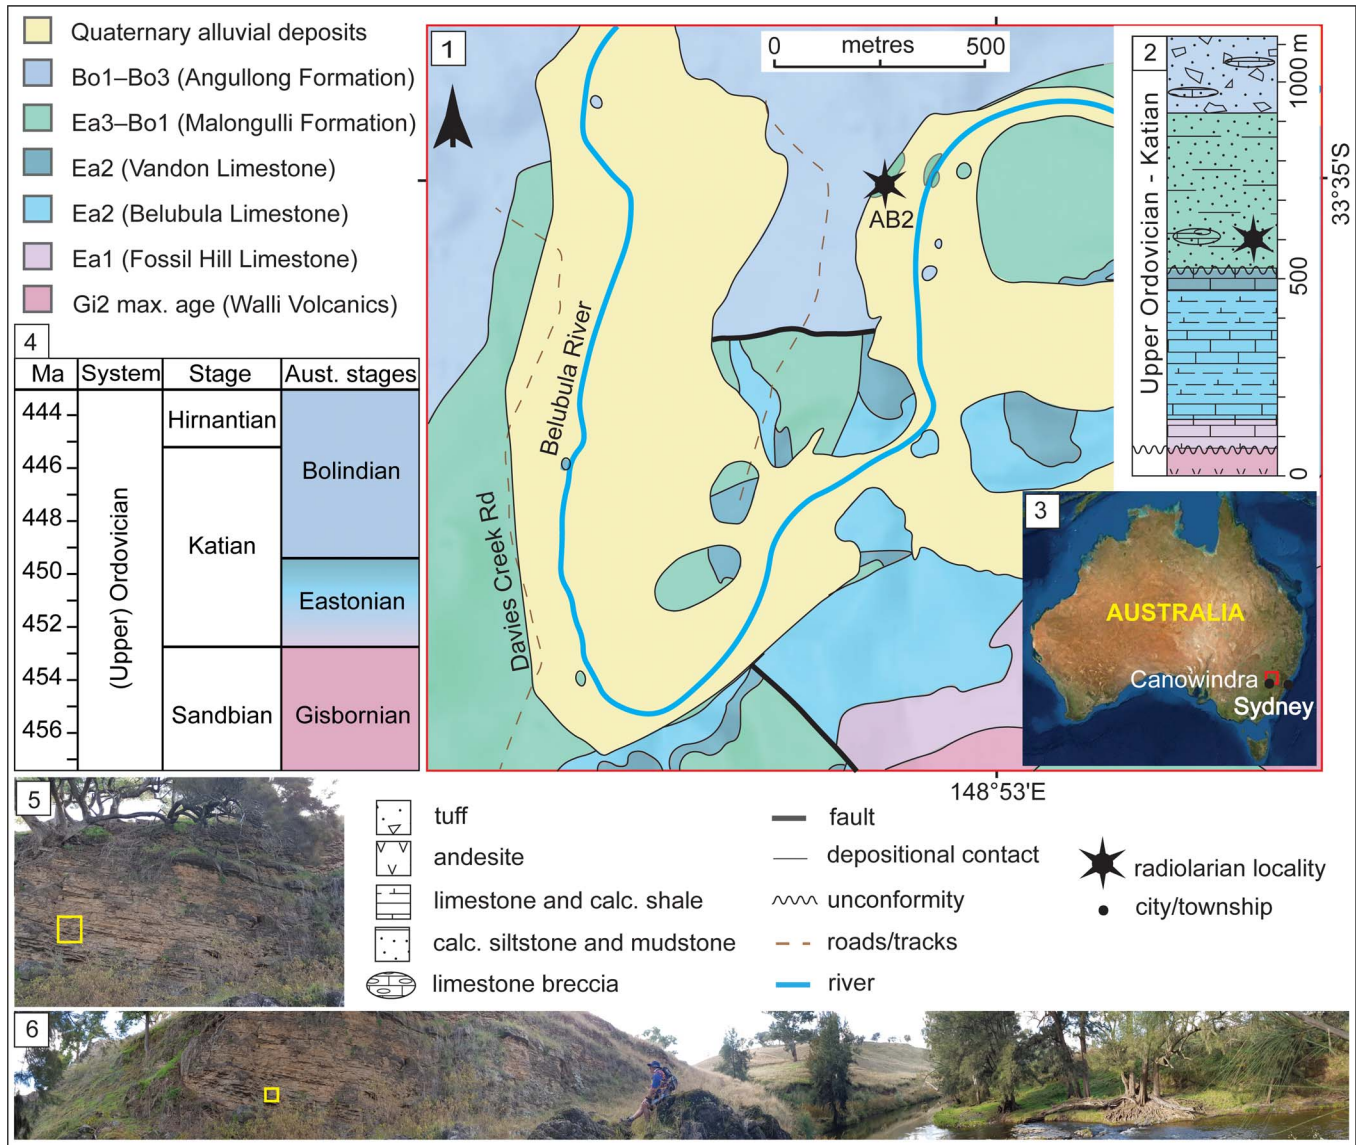 Quaternary alluvial deposits
Bo1–Bo3 (Angullong Formation)
Ea3–Bo1 (Malongulli Formation)
Ea2 (Vandon Limestone)
Ea2 (Belubula Limestone)
Ea1 (Fossil Hill Limestone)
Gi2 max. age (Walli Volcanics)
1
0 metres 500
AB2
Belubula River
Davies Creek Rd
33°35'S
148°53'E
2
Upper Ordovician - Katian
1000 m
500
0
3
AUSTRALIA
Canowindra
Sydney
4
Ma System Stage Aust. stages
444
446
448
450
452
454
456
(Upper) Ordovician
Hirnantian
Katian
Sandbian
Bolindian
Eastonian
Gisbornian
5
tuff
andesite
limestone and calc. shale
calc. siltstone and mudstone
limestone breccia
fault
depositional contact
unconformity
roads/tracks
river
radiolarian locality
city/township
6